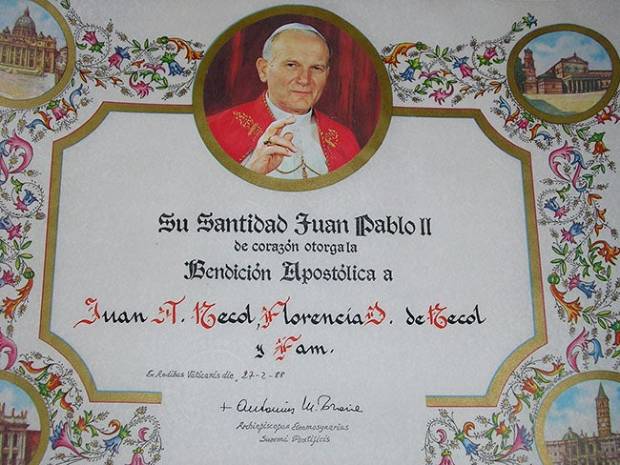 Su Santidad Juan Pablo II
de corazón otorga la
Bendición Apostólica a
Juan A. Necol, Florencia D. de Necol
y Fam.
Ex Aedibus Vaticanis die, 27-2-88
+ Antonius M.
Archiepiscopus Eleemosynarius
Summi Pontificis